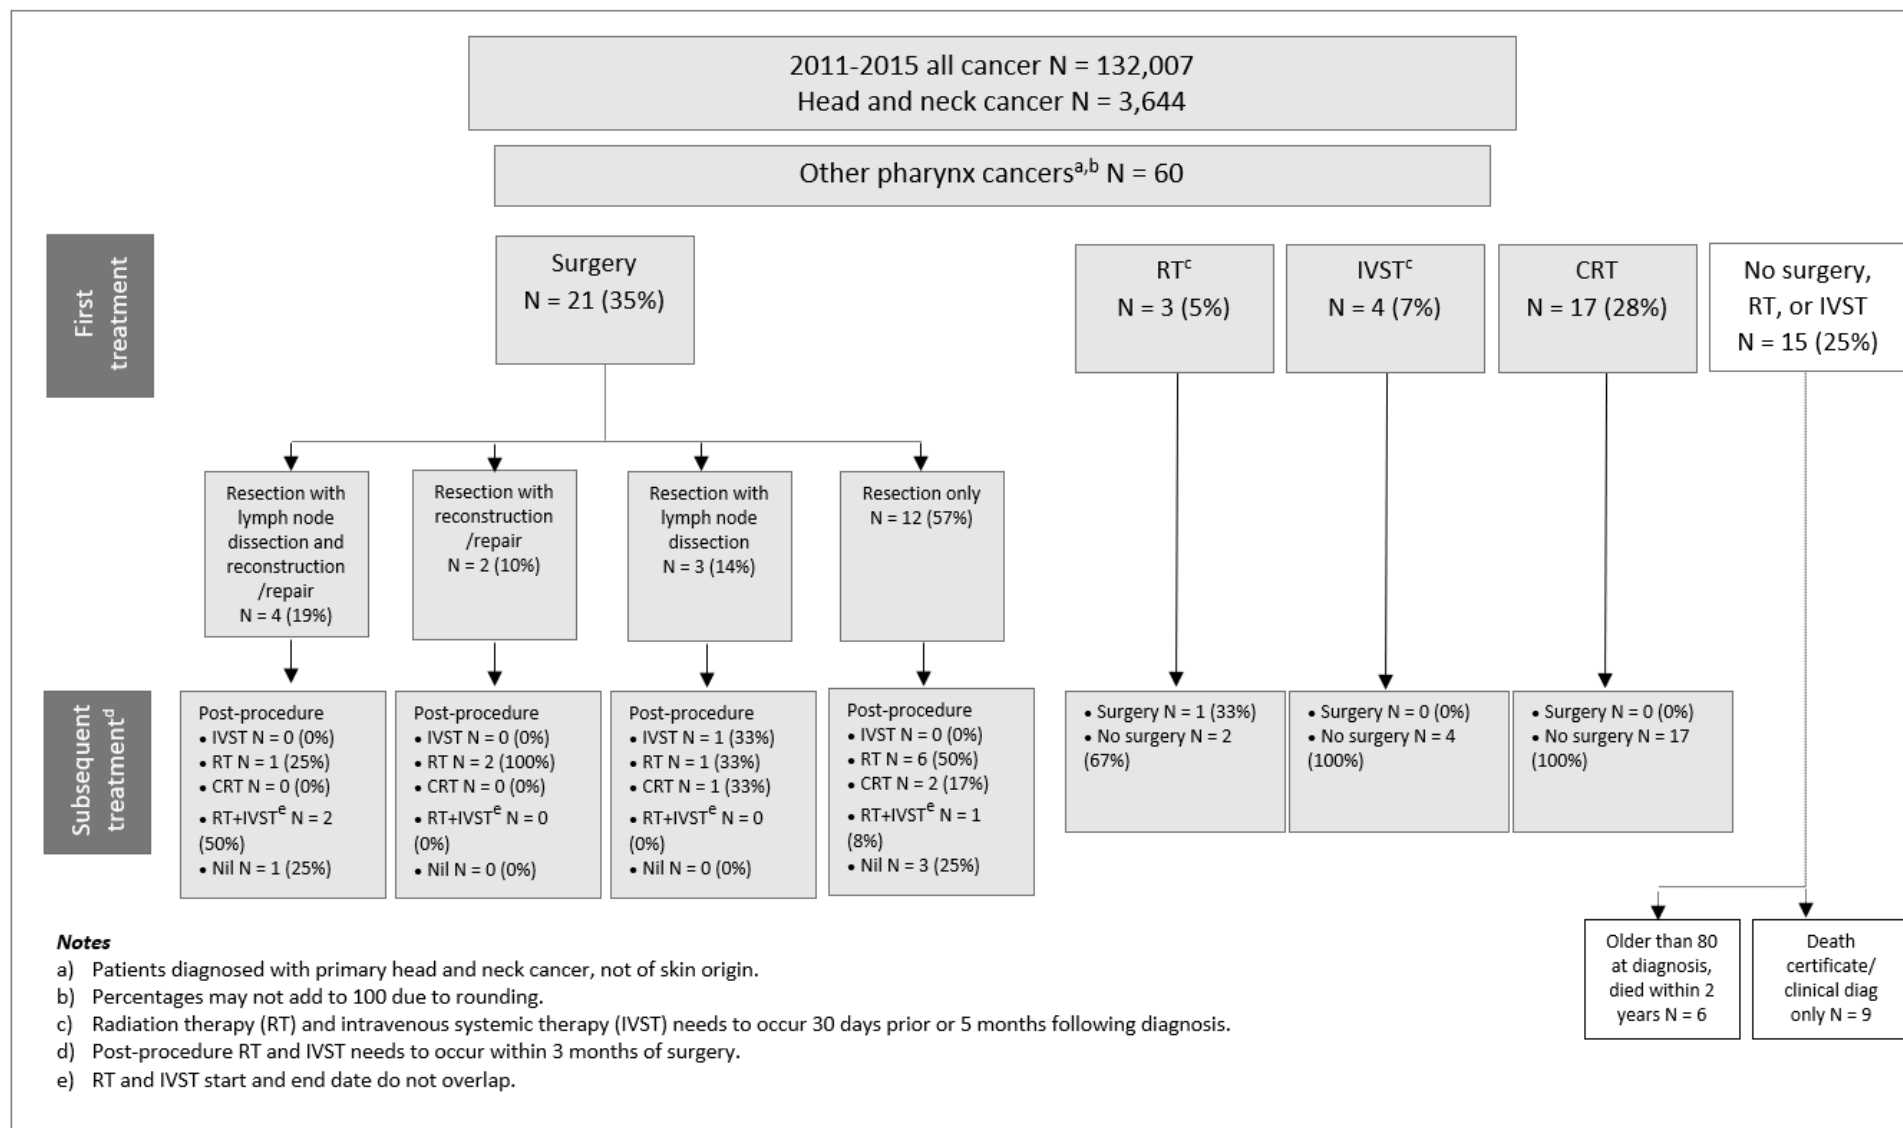 2011-2015 all cancer N = 132,007
Head and neck cancer N = 3,644
Other pharynx cancersa,b N = 60
First
treatment
Surgery
N = 21 (35%)
RTc
N = 3 (5%)
IVSTc
N = 4 (7%)
CRT
N = 17 (28%)
No surgery,
RT, or IVST
N = 15 (25%)
Resection with
lymph node
dissection and
reconstruction
/repair
N = 4 (19%)
Resection with
reconstruction
/repair
N = 2 (10%)
Resection with
lymph node
dissection
N = 3 (14%)
Resection only
N = 12 (57%)
Subsequent
treatmentd
Post-procedure
• IVST N = 0 (0%)
• RT N = 1 (25%)
• CRT N = 0 (0%)
• RT+IVSTe N = 2
(50%)
• Nil N = 1 (25%)
Post-procedure
• IVST N = 0 (0%)
• RT N = 2 (100%)
• CRT N = 0 (0%)
• RT+IVSTe N = 0
(0%)
• Nil N = 0 (0%)
Post-procedure
• IVST N = 1 (33%)
• RT N = 1 (33%)
• CRT N = 1 (33%)
• RT+IVSTe N = 0
(0%)
• Nil N = 0 (0%)
Post-procedure
• IVST N = 0 (0%)
• RT N = 6 (50%)
• CRT N = 2 (17%)
• RT+IVSTe N = 1
(8%)
• Nil N = 3 (25%)
• Surgery N = 1 (33%)
• No surgery N = 2
(67%)
• Surgery N = 0 (0%)
• No surgery N = 4
(100%)
• Surgery N = 0 (0%)
• No surgery N = 17
(100%)
Older than 80
at diagnosis,
died within 2
years N = 6
Death
certificate/
clinical diag
only N = 9
Notes
a) Patients diagnosed with primary head and neck cancer, not of skin origin.
b) Percentages may not add to 100 due to rounding.
c) Radiation therapy (RT) and intravenous systemic therapy (IVST) needs to occur 30 days prior or 5 months following diagnosis.
d) Post-procedure RT and IVST needs to occur within 3 months of surgery.
e) RT and IVST start and end date do not overlap.